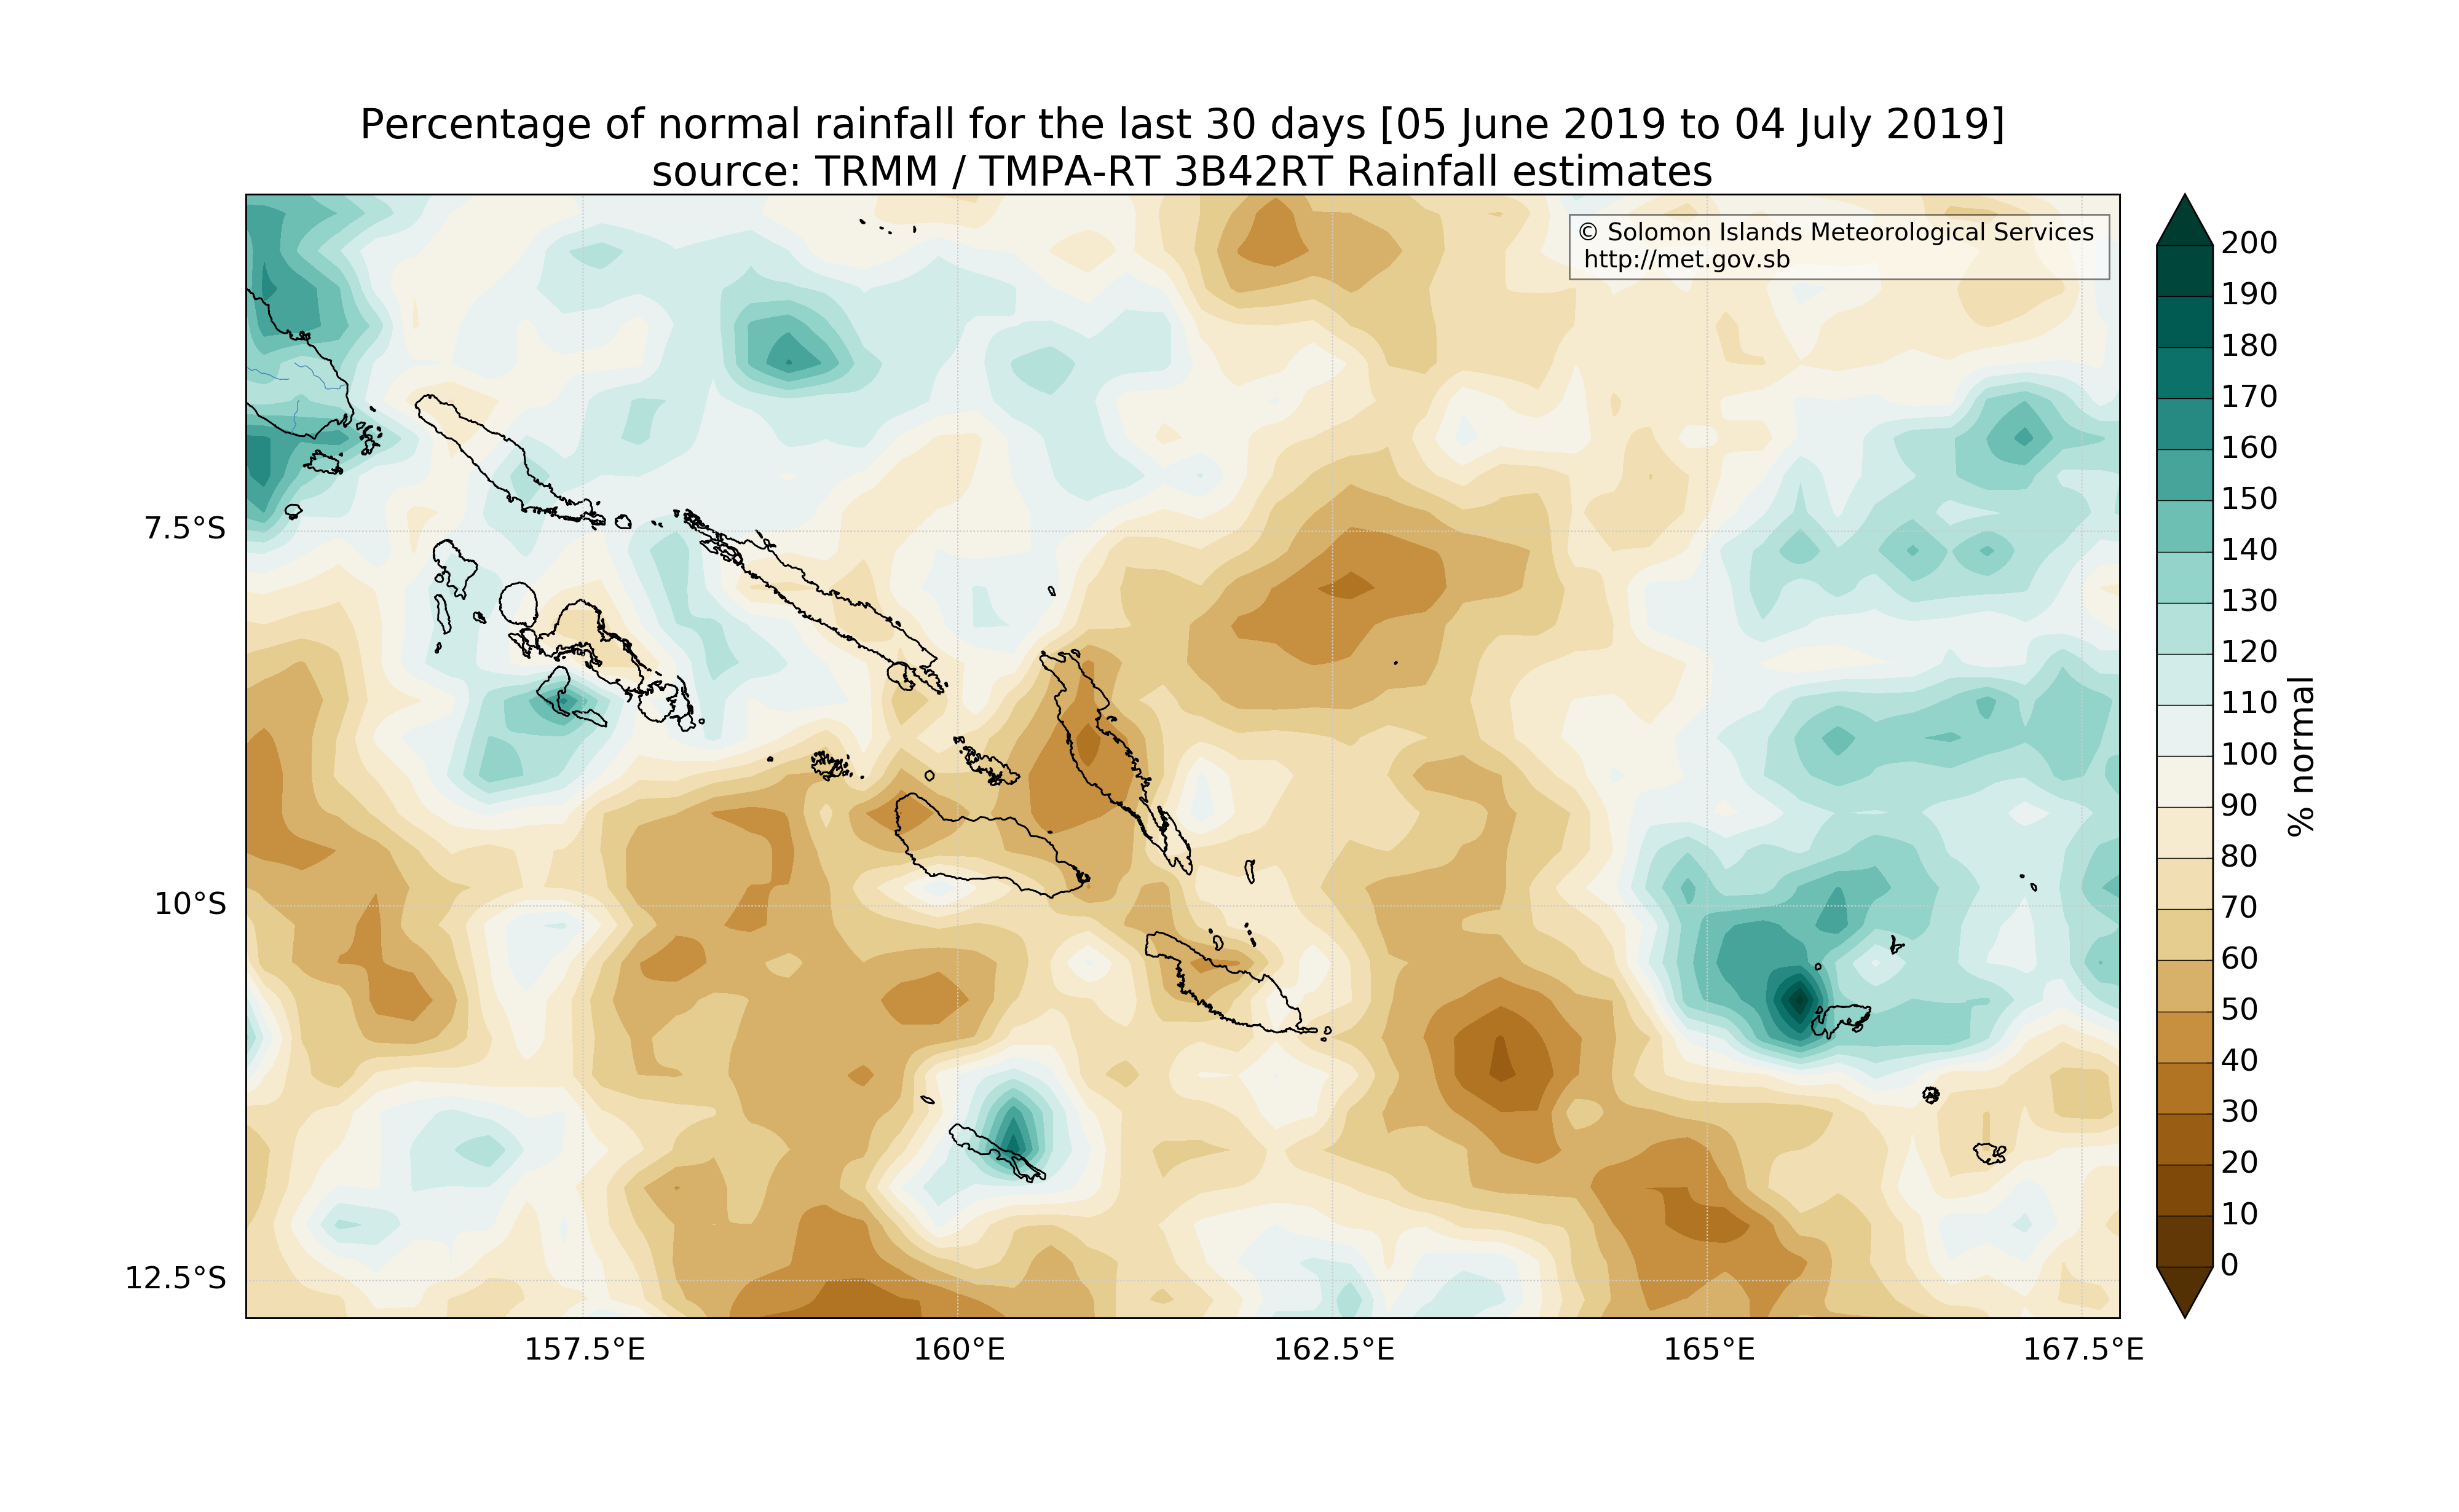 Percentage of normal rainfall for the last 30 days [05 June 2019 to 04 July 2019]
source: TRMM / TMPA-RT 3B42RT Rainfall estimates
© Solomon Islands Meteorological Services
http://met.gov.sb
7.5°S
10°S
12.5°S
157.5°E
160°E
162.5°E
165°E
167.5°E
200
190
180
170
160
150
140
130
120
110
100
90
80
70
60
50
40
30
20
10
0
% normal